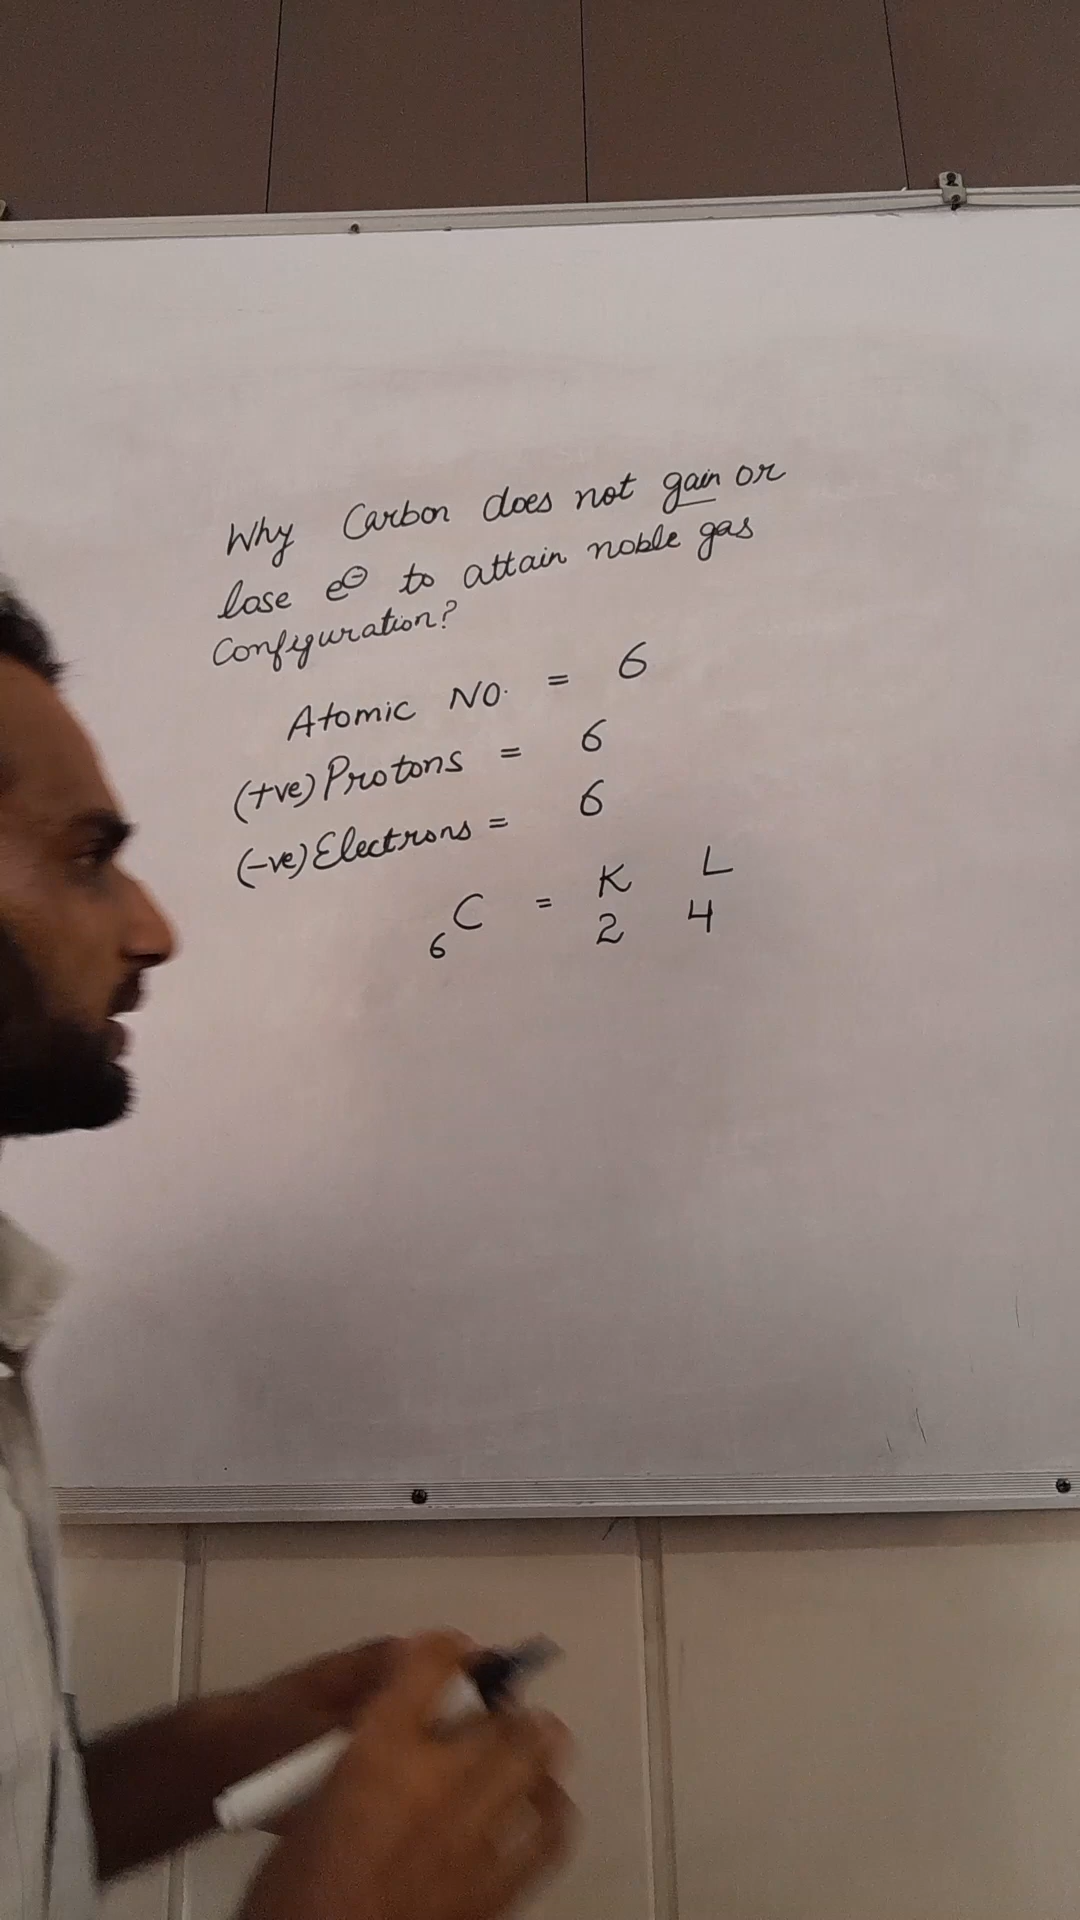 Why Carbon does not gain or
lose e⊖ to attain noble gas
Configuration?
Atomic NO. = 6
(+ve) Protons = 6
(-ve) Electrons = 6
₆C = K L
2 4